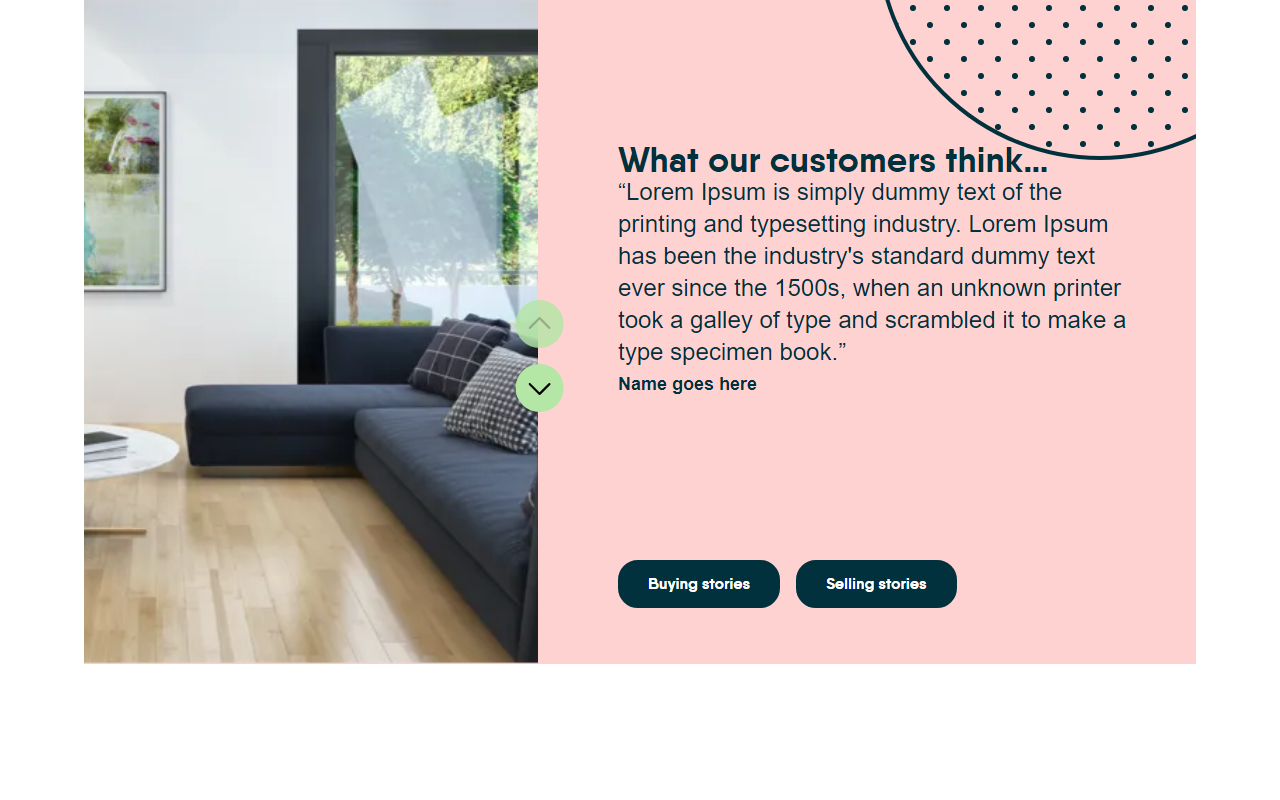 What our customers think...
“Lorem Ipsum is simply dummy text of the
printing and typesetting industry. Lorem Ipsum
has been the industry's standard dummy text
ever since the 1500s, when an unknown printer
took a galley of type and scrambled it to make a
type specimen book.”
Name goes here
Buying stories
Selling stories